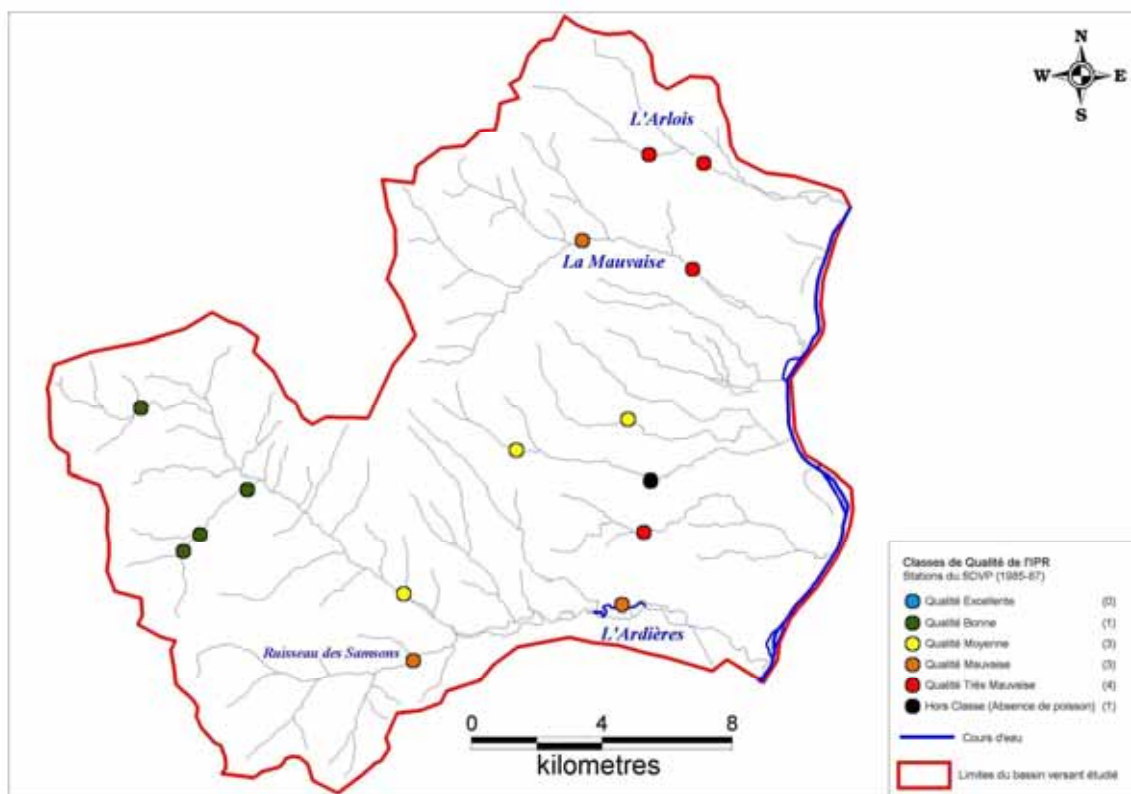 N
W E
S
L'Arlois
La Mauvaise
L'Ardières
Ruisseau des Samsons
0 4 8
kilometres
Classes de Qualité de l'IPR
Stations du SDVP (1985-87)
Qualité Excellente (0)
Qualité Bonne (1)
Qualité Moyenne (3)
Qualité Mauvaise (3)
Qualité Très Mauvaise (4)
Hors Classe (Absence de poisson) (1)
Cours d'eau
Limites du bassin versant étudié